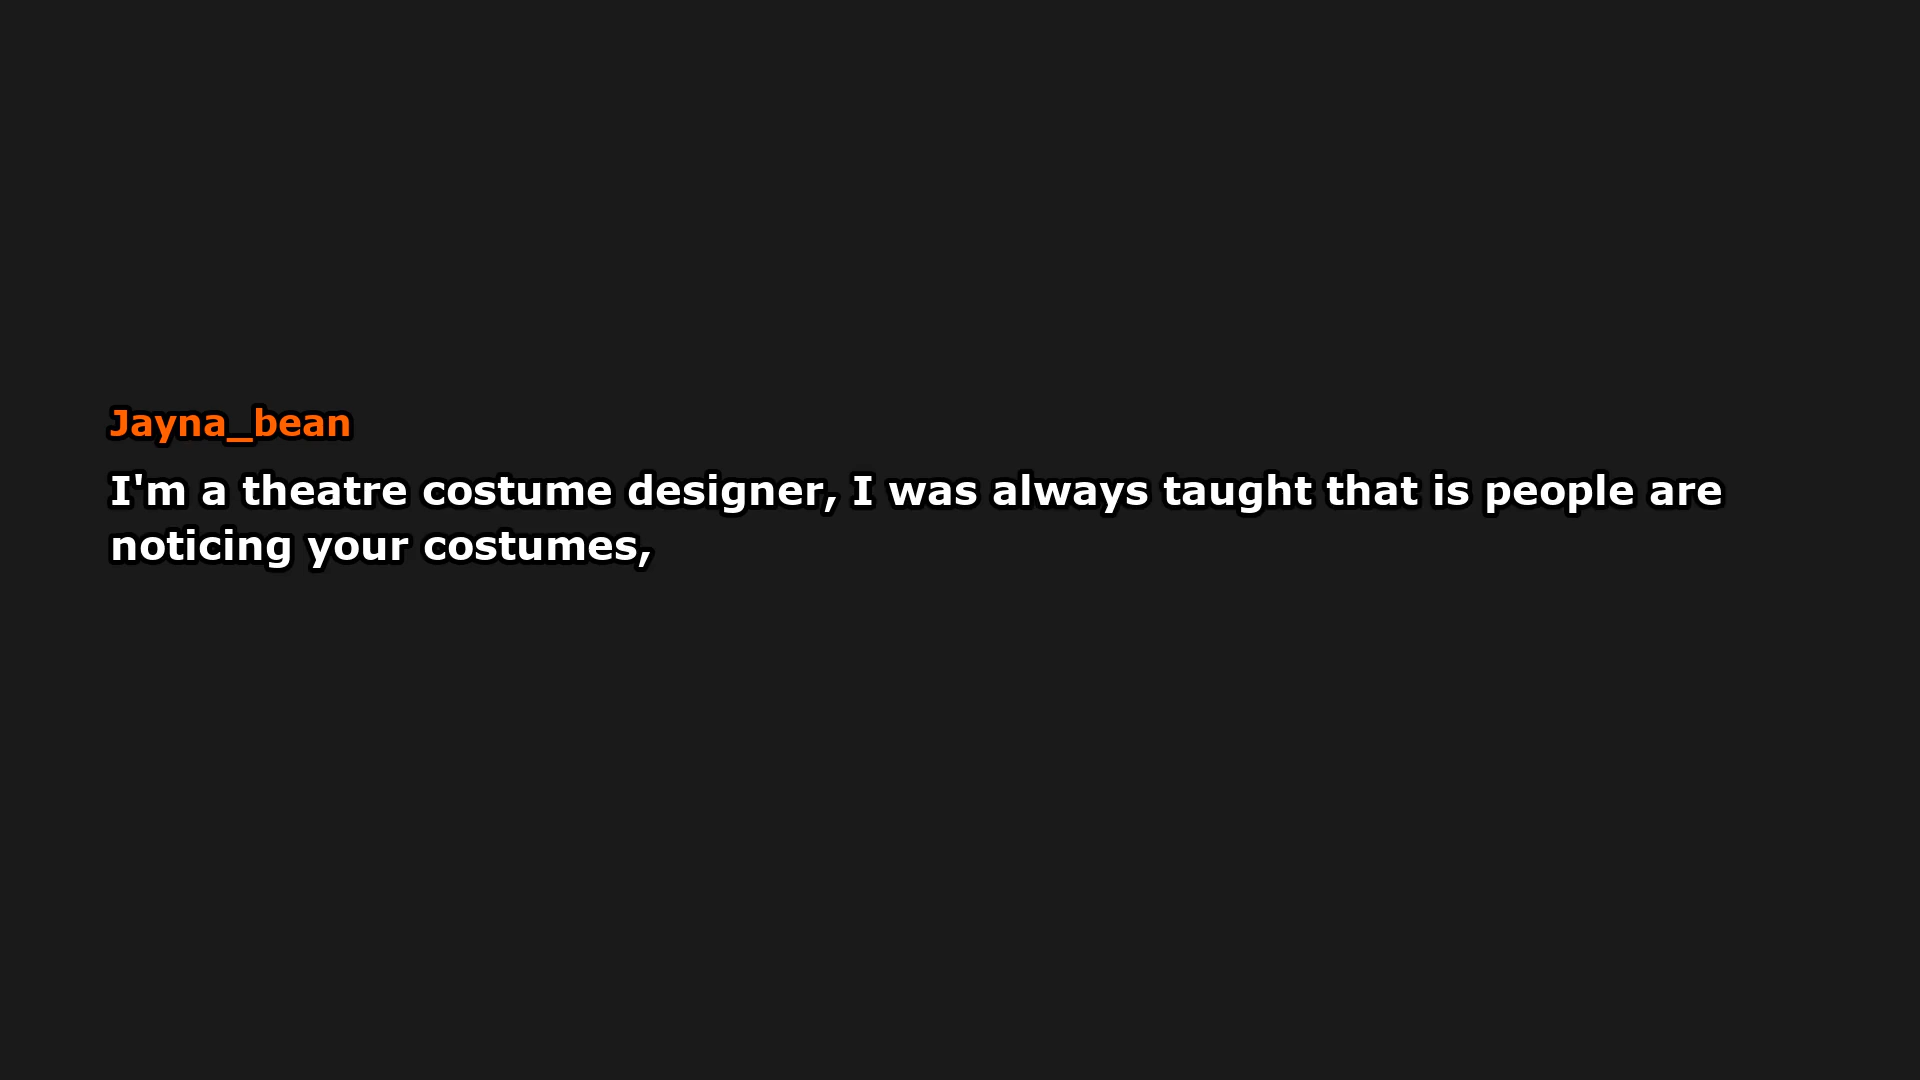 Jayna_bean
I'm a theatre costume designer, I was always taught that is people are
noticing your costumes,